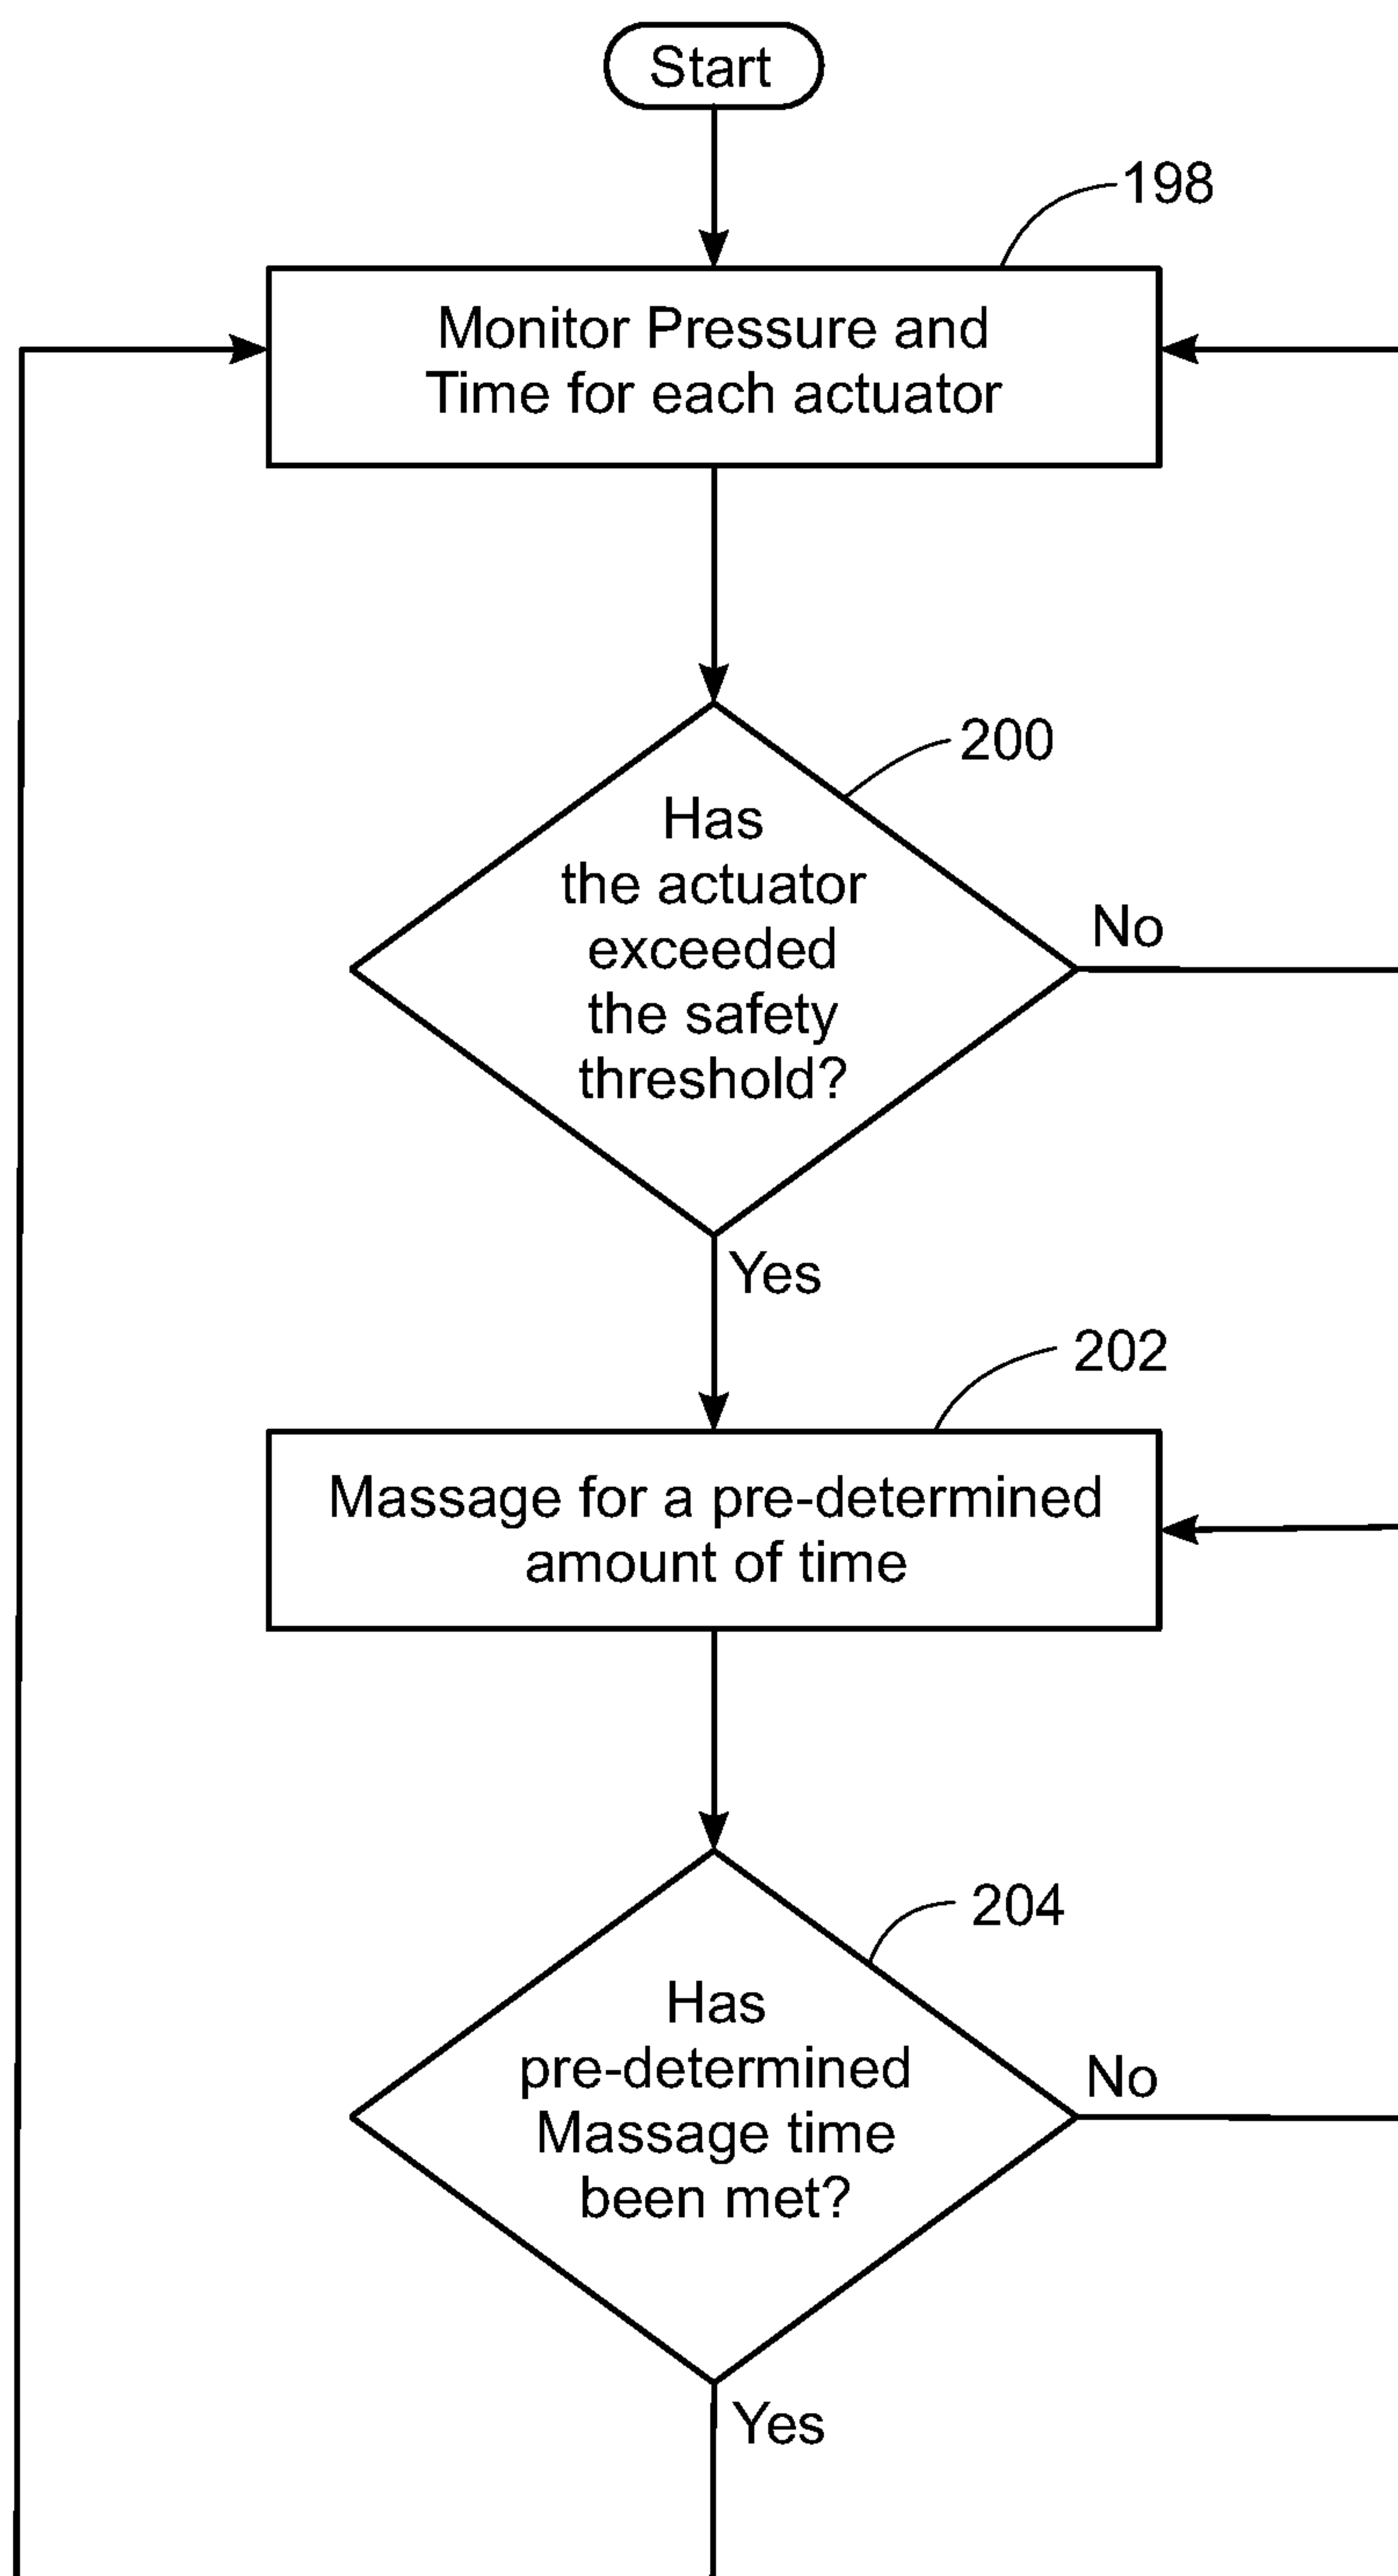 Start
198
Monitor Pressure and
Time for each actuator
200
Has
the actuator
exceeded
the safety
threshold?
No
Yes
202
Massage for a pre-determined
amount of time
204
Has
pre-determined
Massage time
been met?
No
Yes